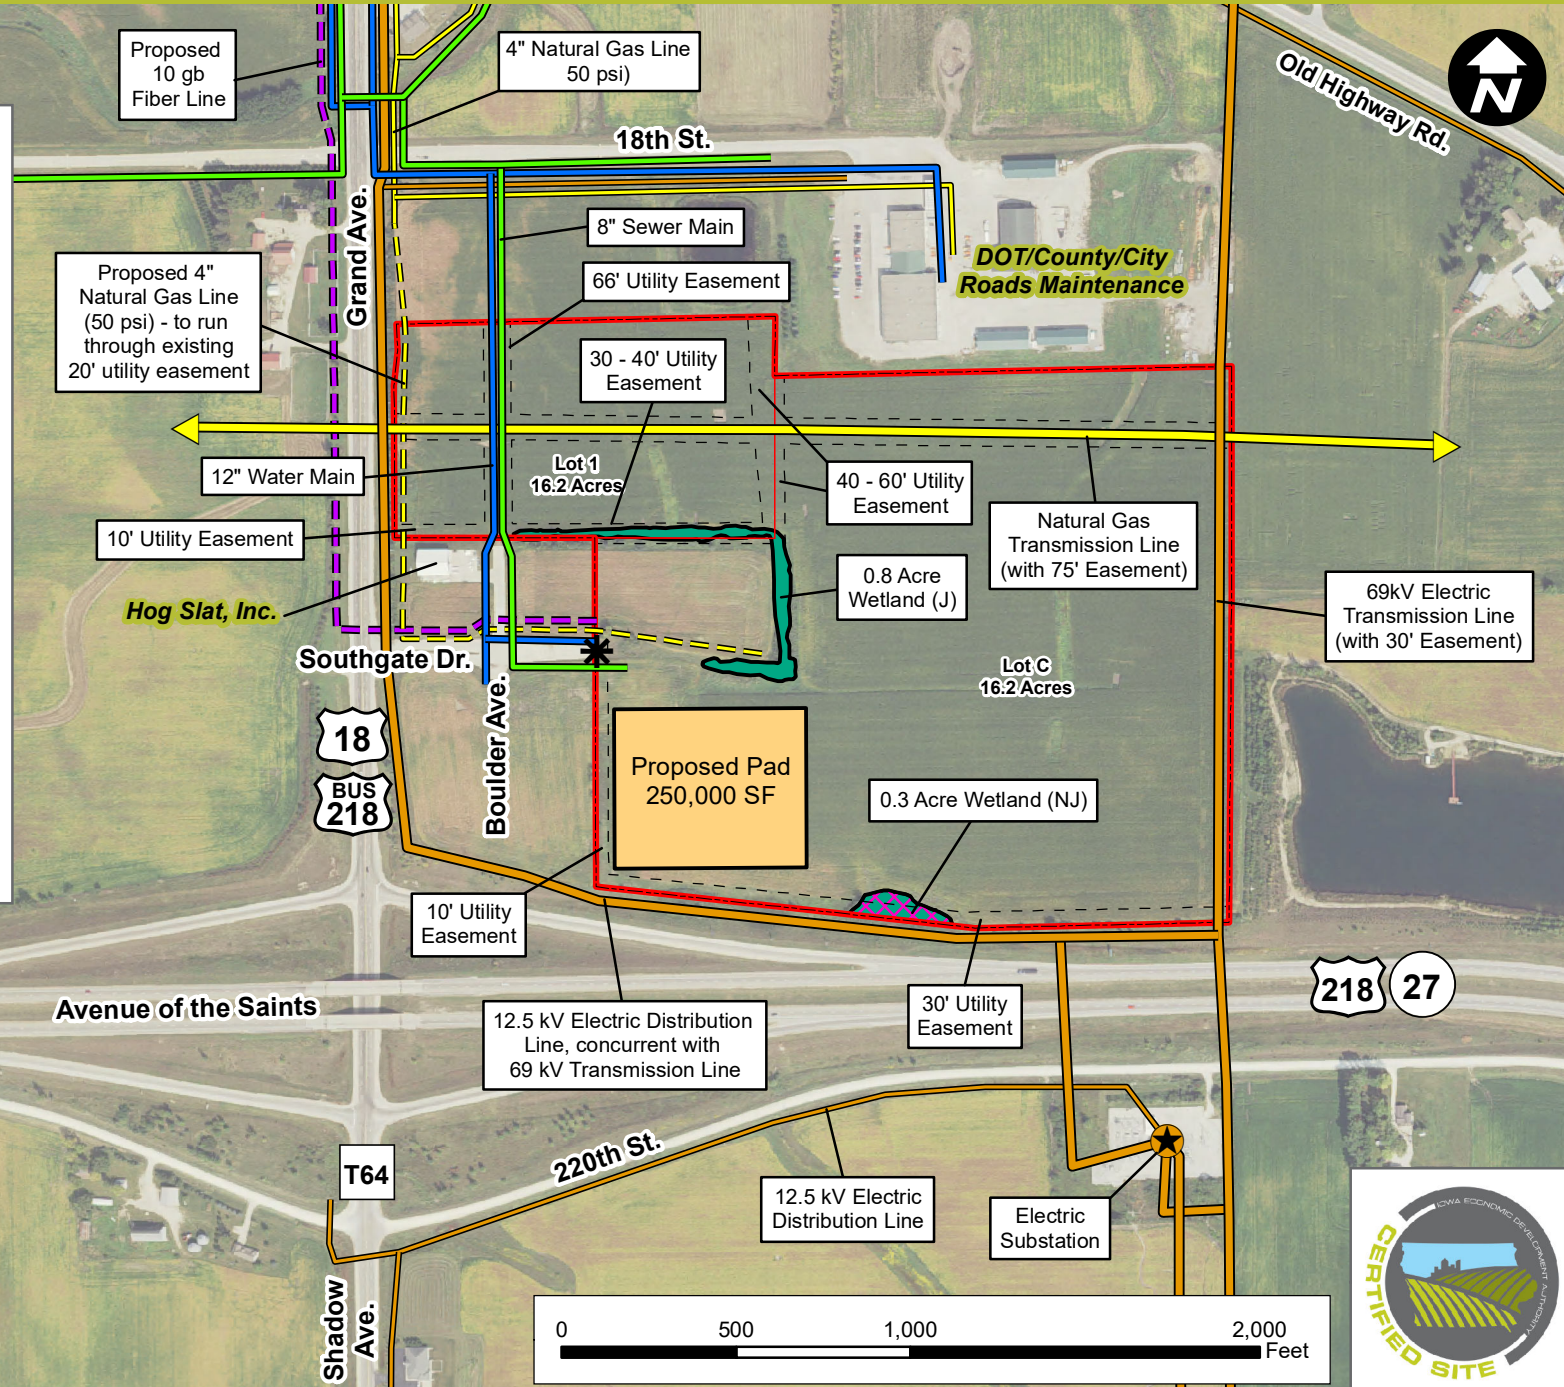 Proposed
10 gb
Fiber Line
4" Natural Gas Line
50 psi)
Old Highway Rd.
N
18th St.
Grand Ave.
8" Sewer Main
DOT/County/City
Roads Maintenance
66' Utility Easement
Proposed 4"
Natural Gas Line
(50 psi) - to run
through existing
20' utility easement
30 - 40' Utility
Easement
12" Water Main
Lot 1
16.2 Acres
40 - 60' Utility
Easement
10' Utility Easement
Natural Gas
Transmission Line
(with 75' Easement)
0.8 Acre
Wetland (J)
69kV Electric
Transmission Line
(with 30' Easement)
Hog Slat, Inc.
Southgate Dr.
Lot C
16.2 Acres
Boulder Ave.
18
BUS
218
Proposed Pad
250,000 SF
0.3 Acre Wetland (NJ)
10' Utility
Easement
Avenue of the Saints
218
27
30' Utility
Easement
12.5 kV Electric Distribution
Line, concurrent with
69 kV Transmission Line
220th St.
T64
12.5 kV Electric
Distribution Line
Electric
Substation
Shadow
Ave.
0 500 1,000 2,000
Feet
IOWA ECONOMIC DEVELOPMENT AUTHORITY
CERTIFIED SITE